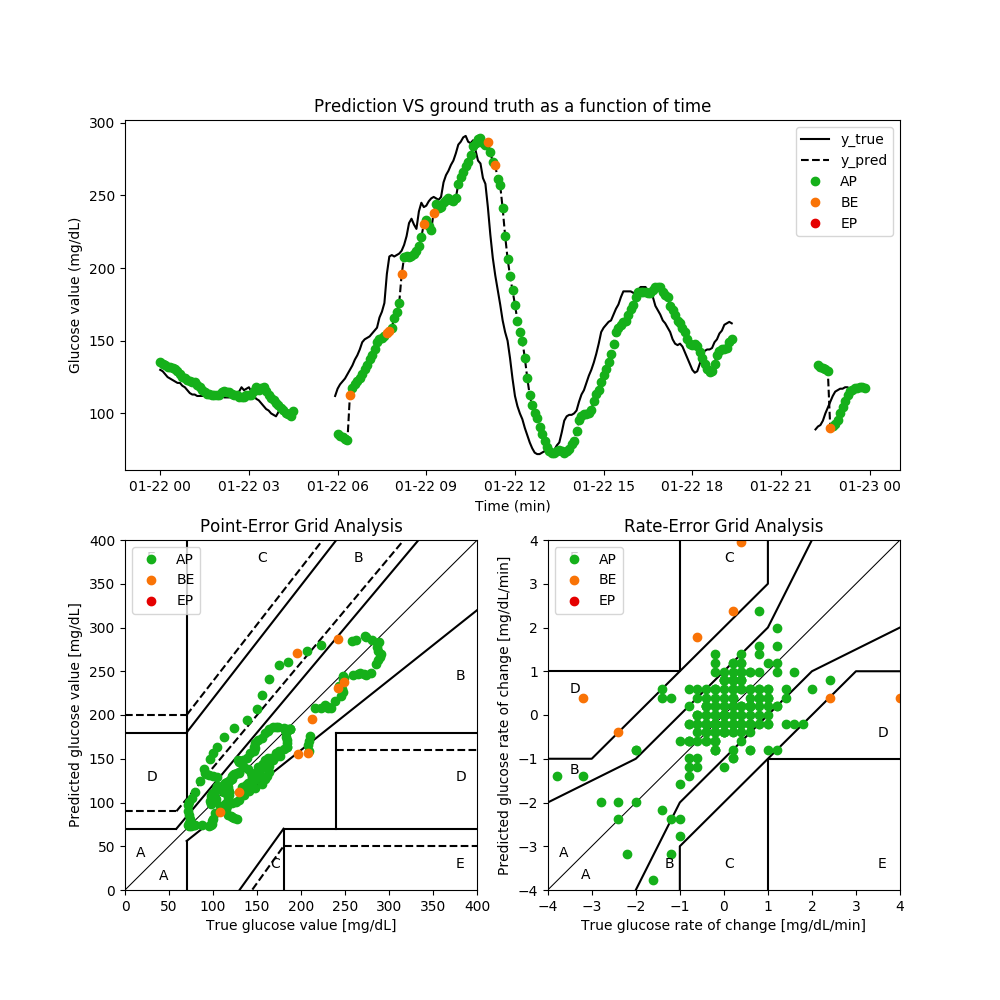 Prediction VS ground truth as a function of time
Glucose value (mg/dL)
300
250
200
150
100
y_true
y_pred
AP
BE
EP
01-22 00
01-22 03
01-22 06
01-22 09
01-22 12
01-22 15
01-22 18
01-22 21
01-23 00
Time (min)
Point-Error Grid Analysis
Predicted glucose value [mg/dL]
400
350
300
250
200
150
100
50
0
AP
BE
EP
C
B
B
D
D
A
A
C
E
0
50
100
150
200
250
300
350
400
True glucose value [mg/dL]
Rate-Error Grid Analysis
Predicted glucose rate of change [mg/dL/min]
4
3
2
1
0
−1
−2
−3
−4
AP
BE
EP
C
D
D
B
A
A
B
C
E
−4
−3
−2
−1
0
1
2
3
4
True glucose rate of change [mg/dL/min]